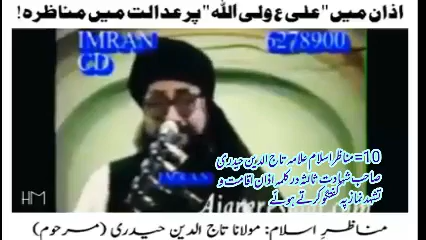 اذان میں "علی ع ولی اللہ" پر عدالت میں مناظرہ!
IMRAN
CD
6278900
10=مناظر اسلام علامہ تاج الدین حیدری
صاحب شہادت ثالثہ در کلمہ اذان اقامت و
تشہد نماز پہ گفتگو کرتے ہوئے
IMRAN
HM
مناظرِ اسلام: مولانا تاج الدین حیدری (مرحوم)